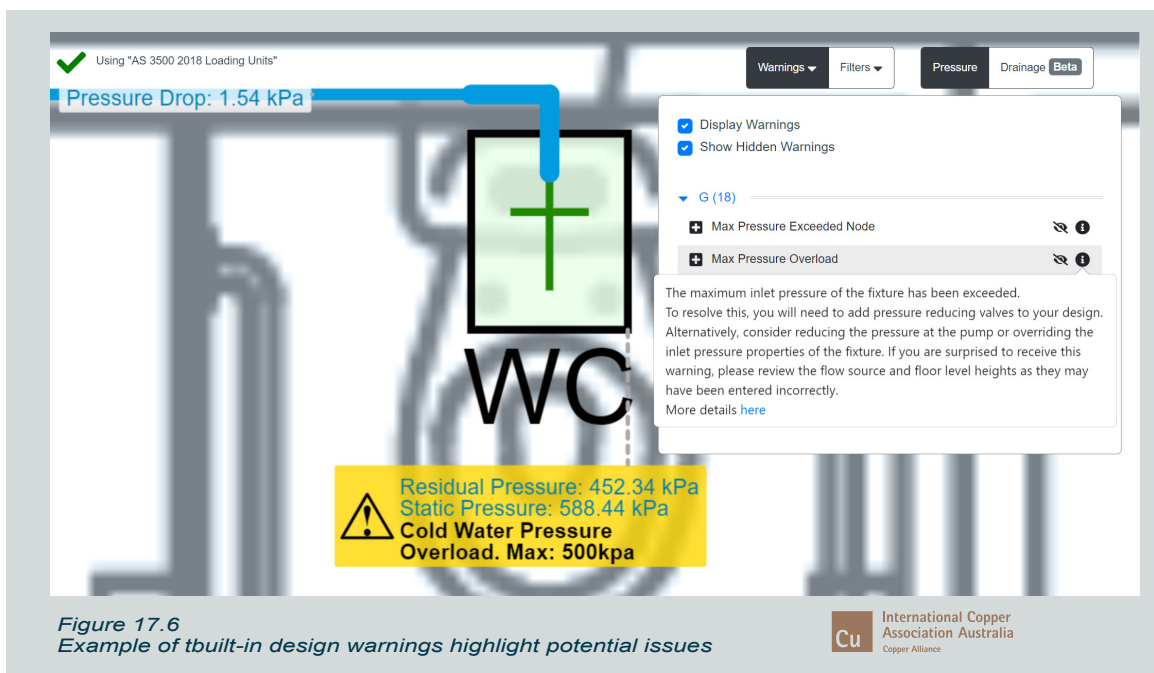 Using "AS 3500 2018 Loading Units"
Warnings
Filters
Pressure
Drainage Beta
Pressure Drop: 1.54 kPa
Display Warnings
Show Hidden Warnings
G (18)
Max Pressure Exceeded Node
Max Pressure Overload
The maximum inlet pressure of the fixture has been exceeded.
To resolve this, you will need to add pressure reducing valves to your design.
Alternatively, consider reducing the pressure at the pump or overriding the
inlet pressure properties of the fixture. If you are surprised to receive this
warning, please review the flow source and floor level heights as they may
have been entered incorrectly.
More details here
WC
Residual Pressure: 452.34 kPa
Static Pressure: 588.44 kPa
Cold Water Pressure
Overload. Max: 500kpa
Figure 17.6
Example of tbuilt-in design warnings highlight potential issues
Cu
International Copper
Association Australia
Copper Alliance